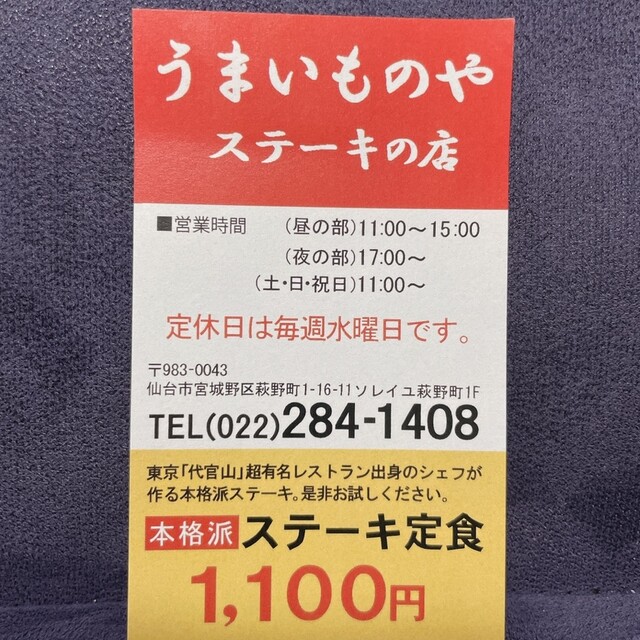 うまいものや
ステーキの店
■営業時間 (昼の部)11:00～15:00
(夜の部)17:00～
(土・日・祝日)11:00～
定休日は毎週水曜日です。
〒983-0043
仙台市宮城野区萩野町1-16-11ソレイユ萩野町1F
TEL(022)284-1408
東京「代官山」超有名レストラン出身のシェフが
作る本格派ステーキ。是非お試しください。
本格派 ステーキ定食
1,100円